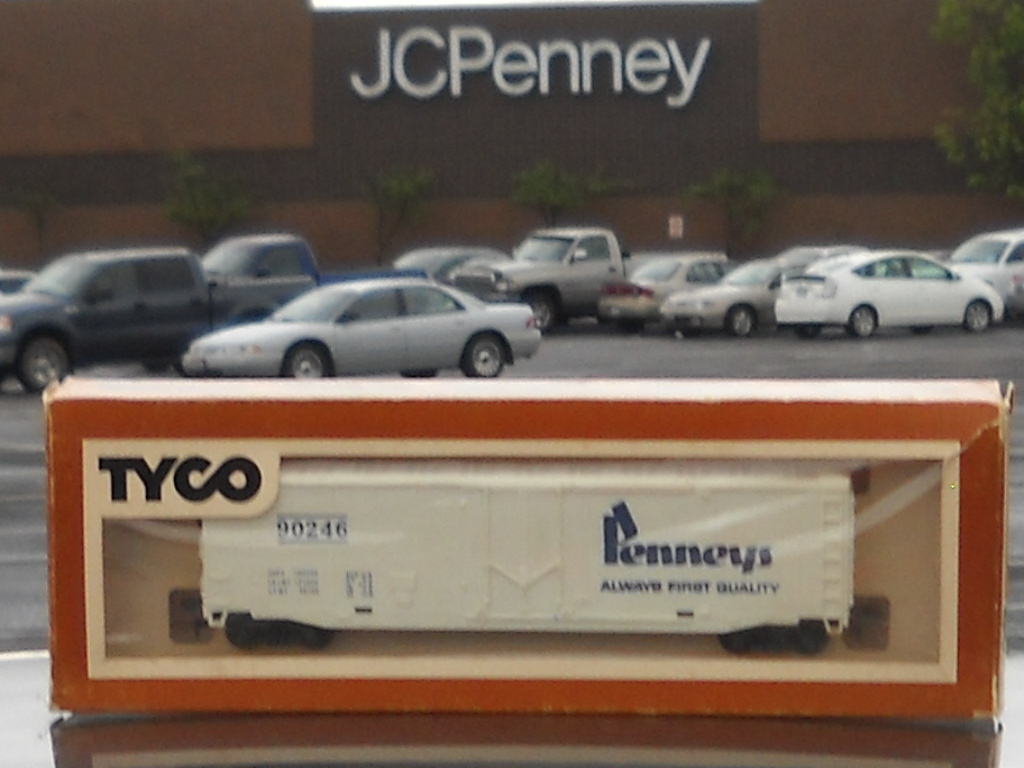 JCPenney
TYCO
90246
Penneys
ALWAYS FIRST QUALITY